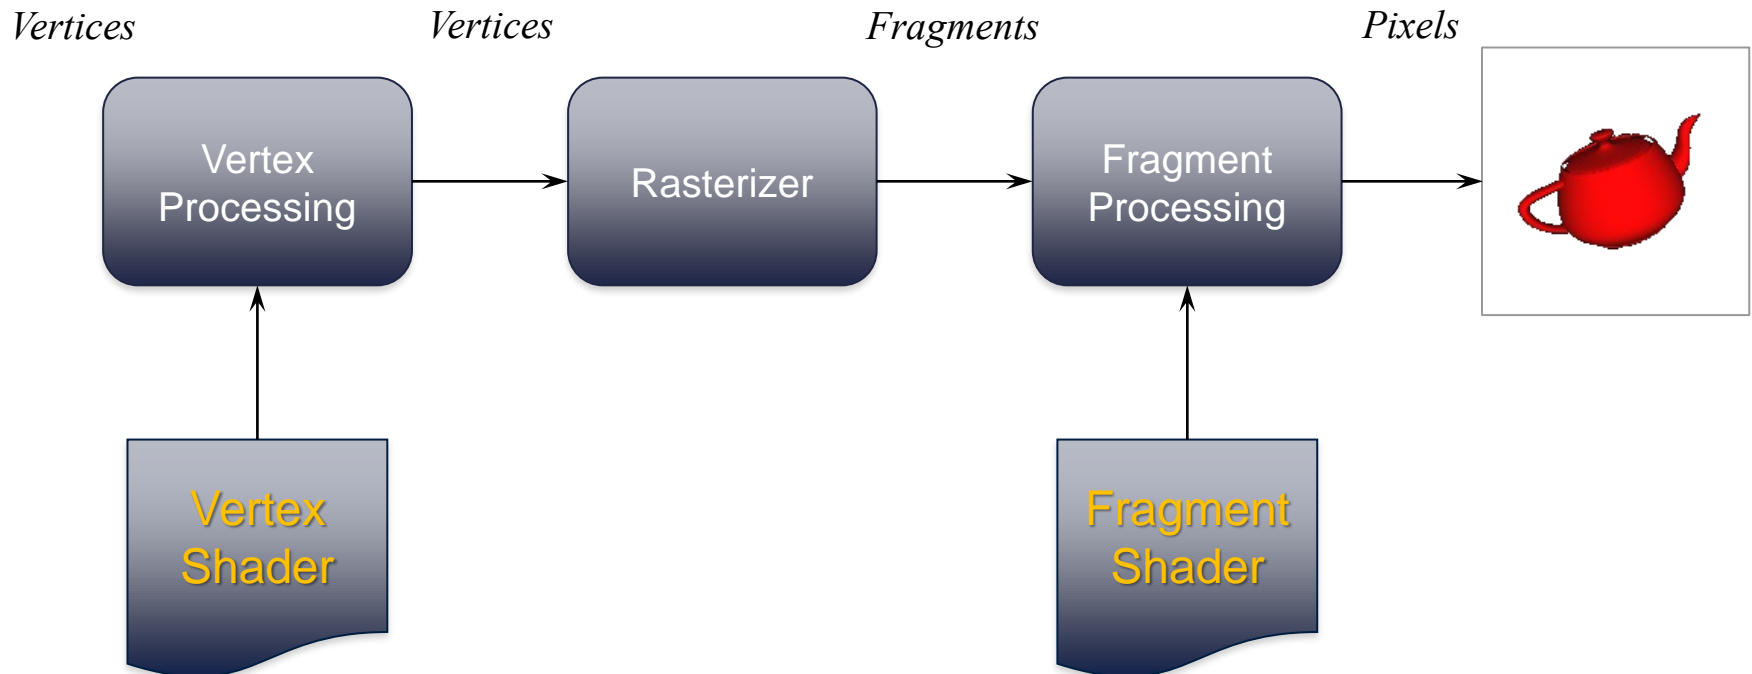 Vertices
Vertices
Fragments
Pixels
Vertex
Processing
Rasterizer
Fragment
Processing
Vertex
Shader
Fragment
Shader